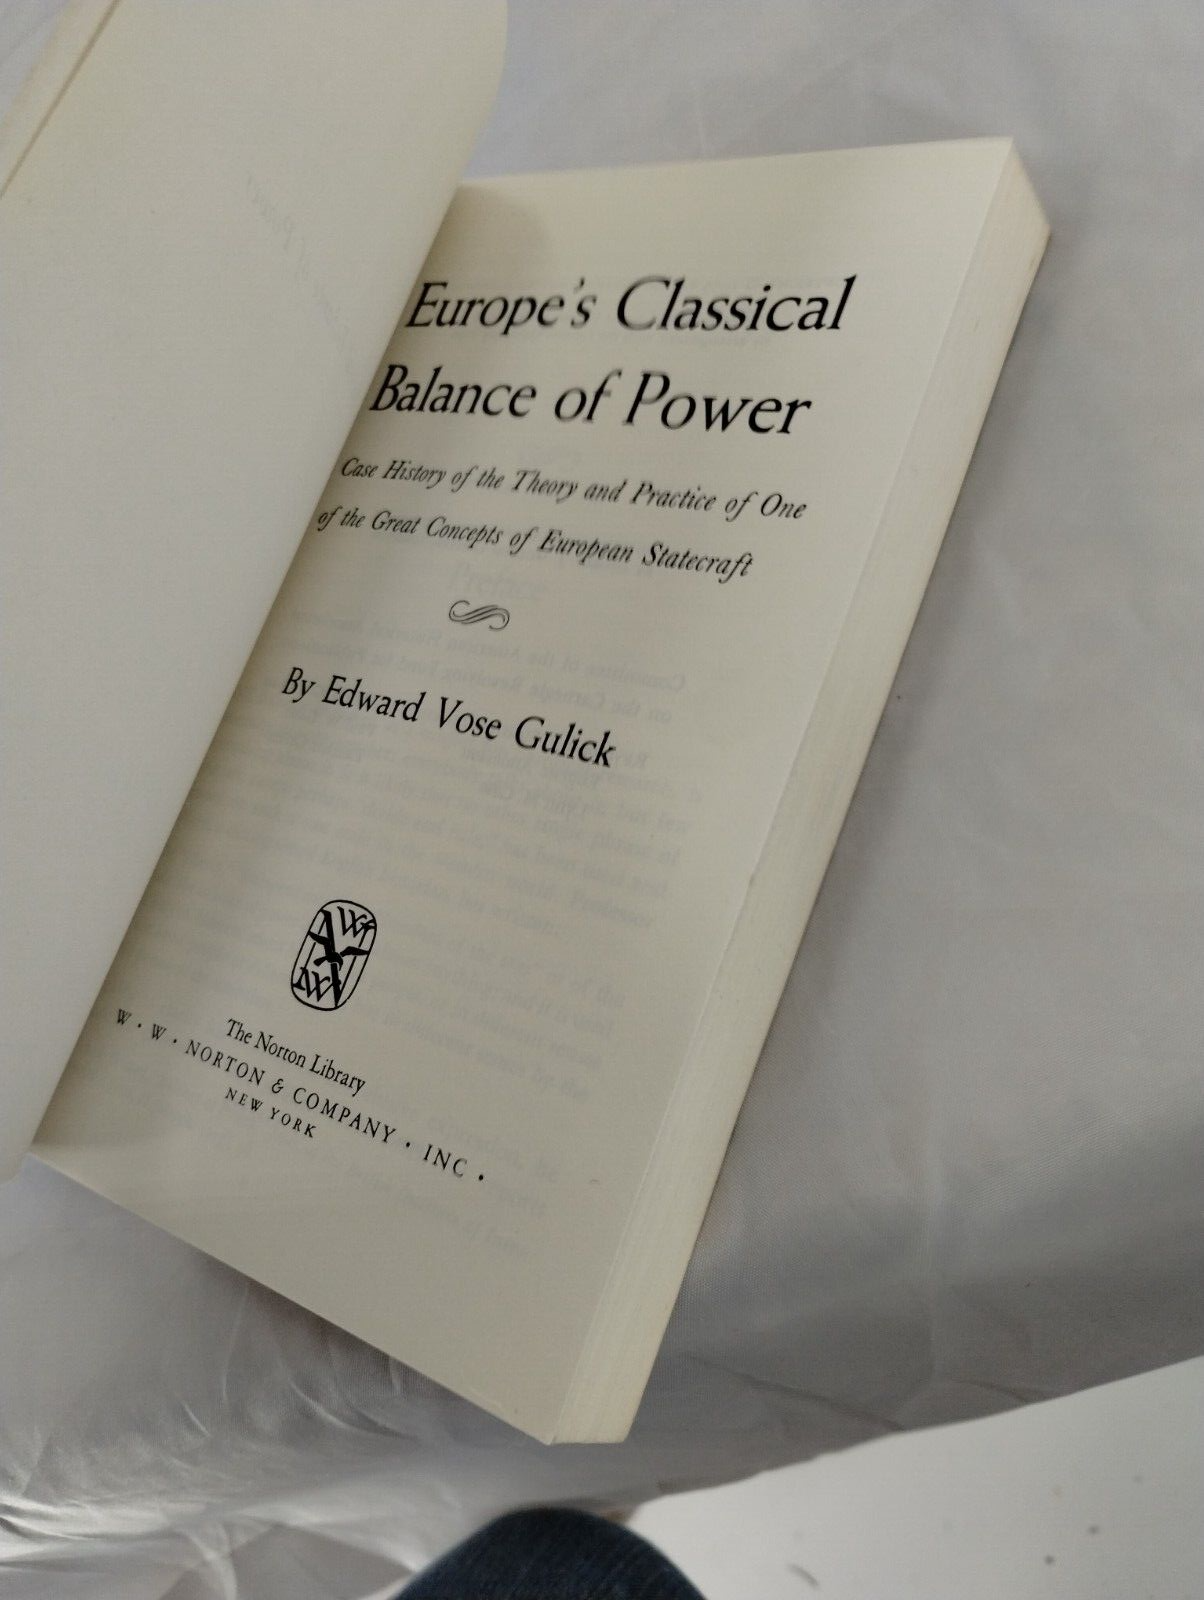 Europe's Classical
Balance of Power
Case History of the Theory and Practice of One
of the Great Concepts of European Statecraft
By Edward Vose Gulick
The Norton Library
W · W · NORTON & COMPANY · INC ·
NEW YORK